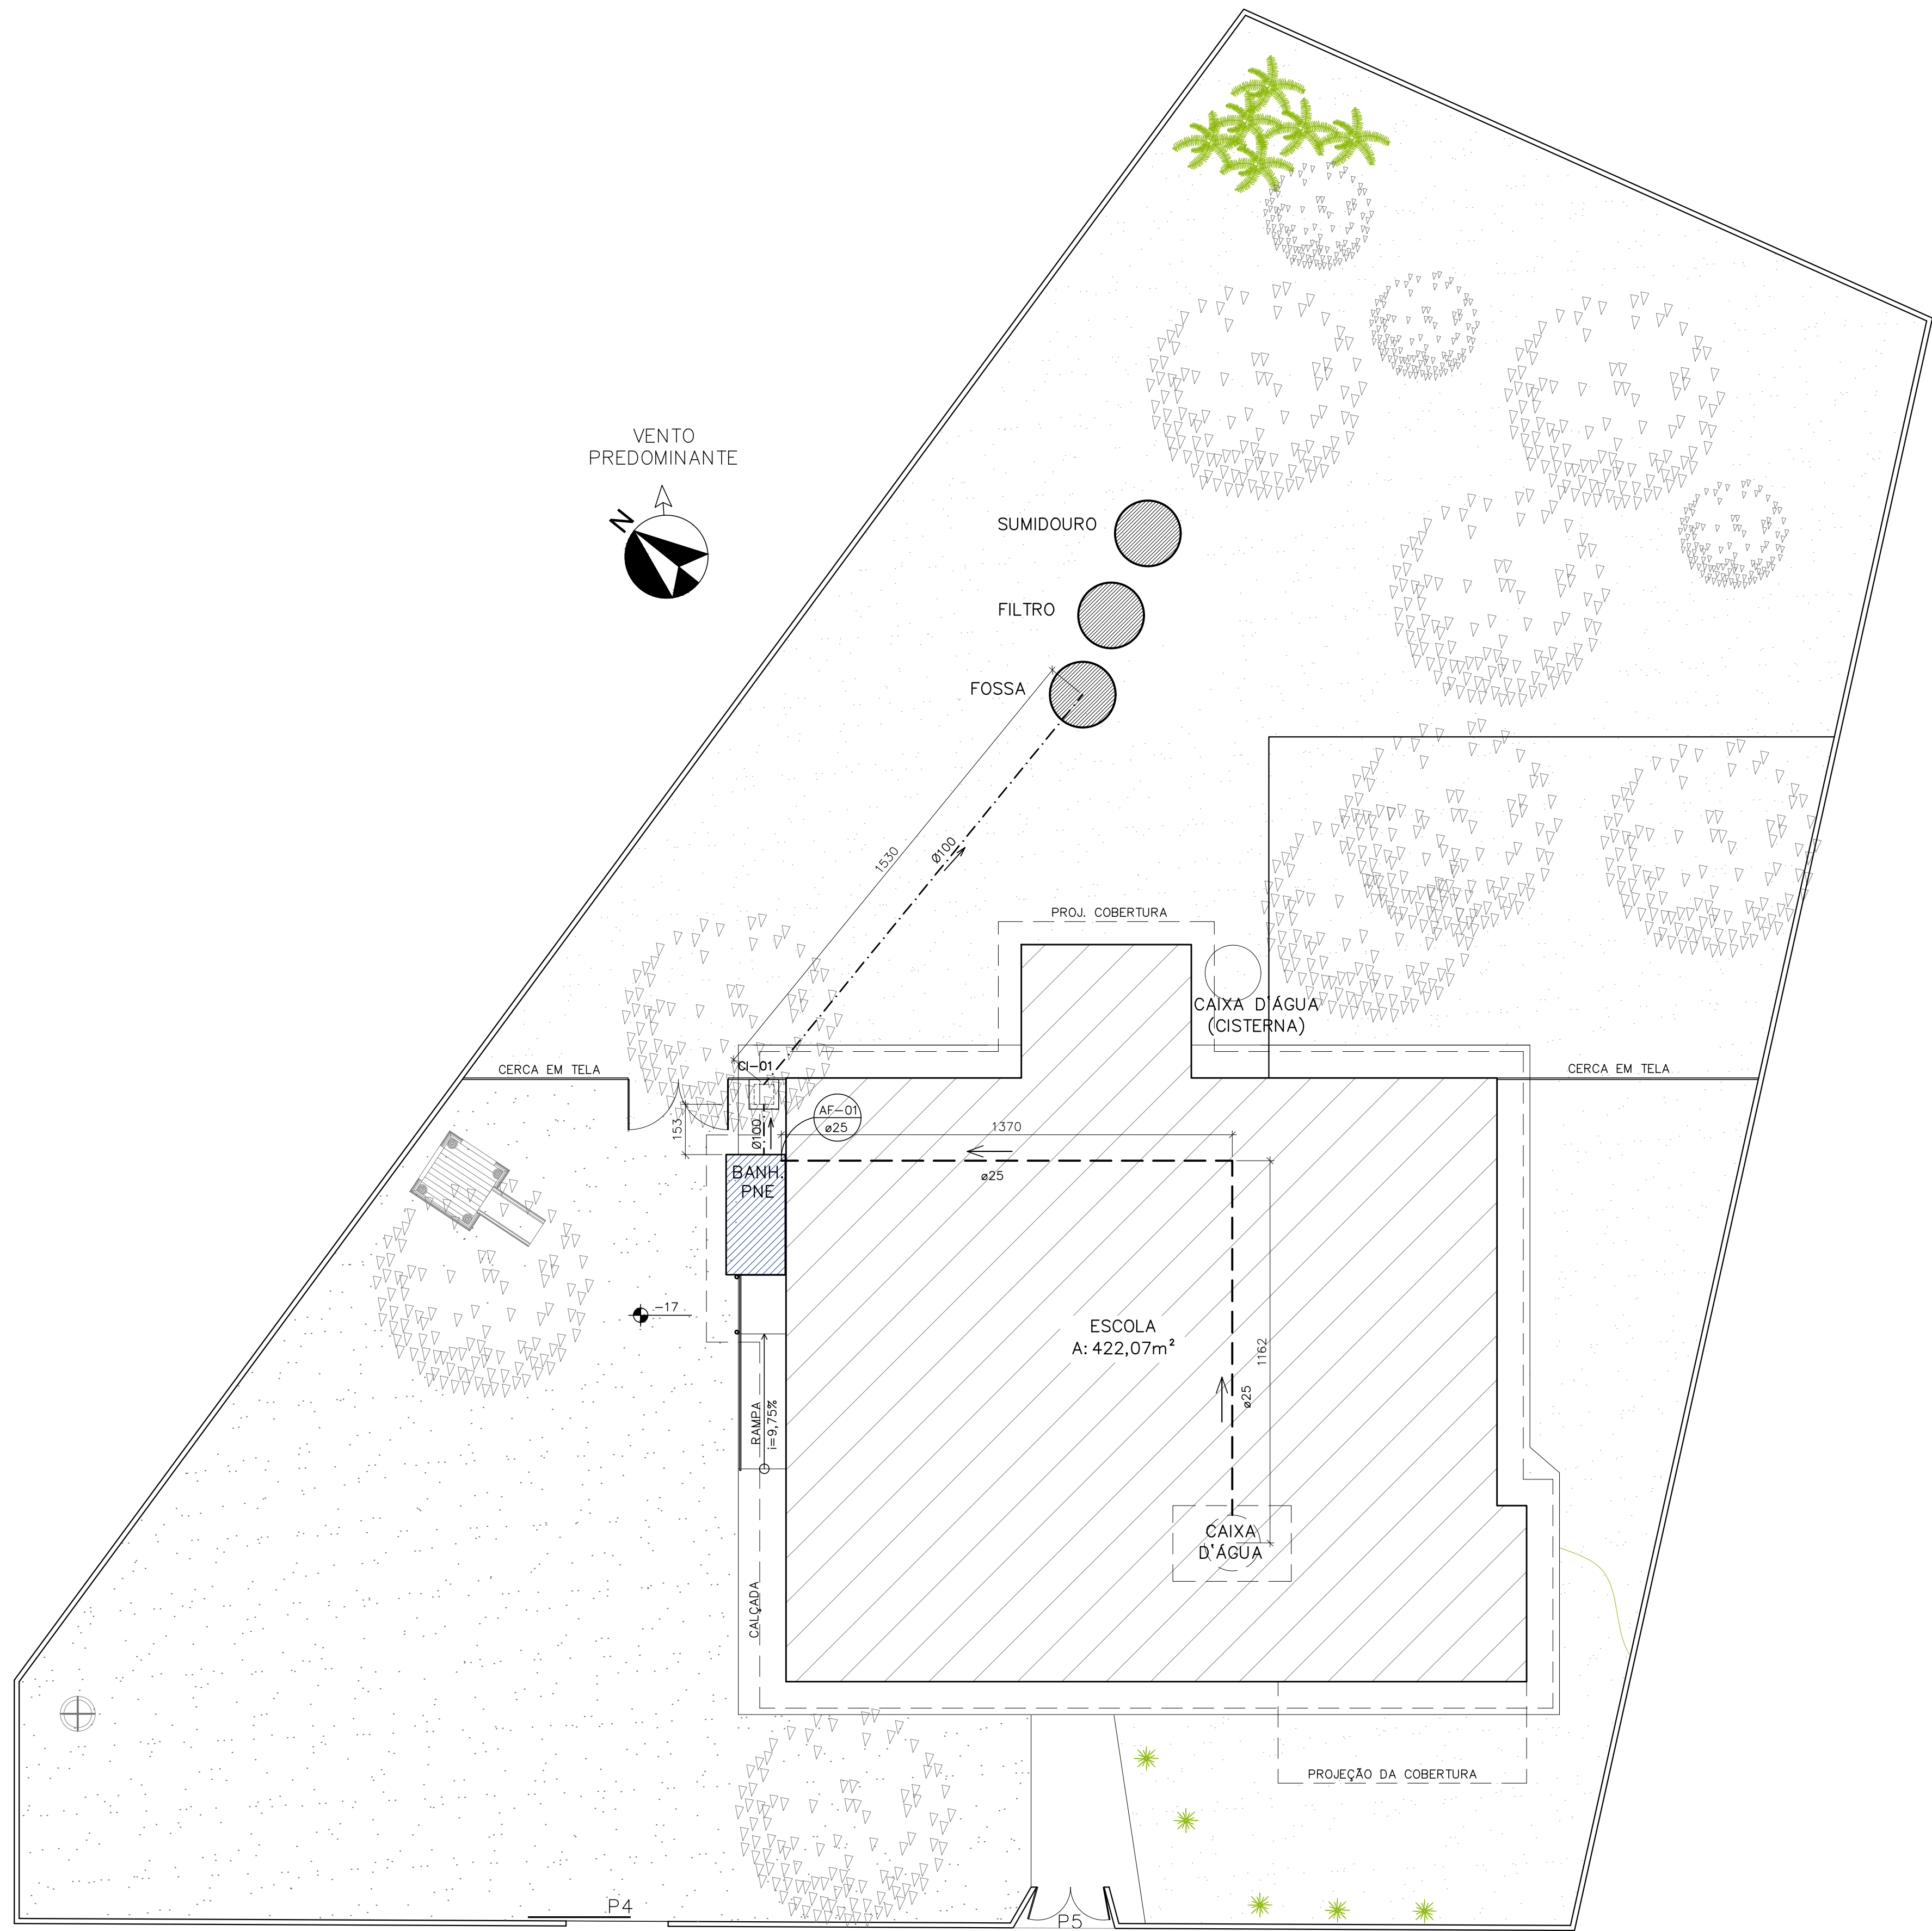 VENTO
PREDOMINANTE
N
SUMIDOURO
FILTRO
FOSSA
1530
Ø100
PROJ. COBERTURA
CAIXA D'ÁGUA
(CISTERNA)
CERCA EM TELA
CI-01
CERCA EM TELA
AF-01
ø25
153
Ø100
1370
ø25
BANH.
PNE
-17
ESCOLA
A: 422,07m²
1162
ø25
RAMPA
i=9,75%
CAIXA
D'ÁGUA
CALÇADA
PROJEÇÃO DA COBERTURA
P4
P5